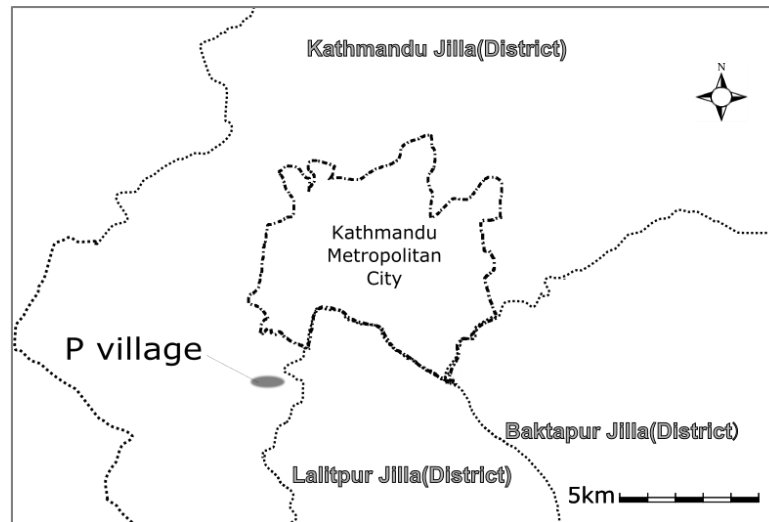 Kathmandu Jilla(District)
N
Kathmandu
Metropolitan
City
P village
Baktapur Jilla(District)
Lalitpur Jilla(District)
5km